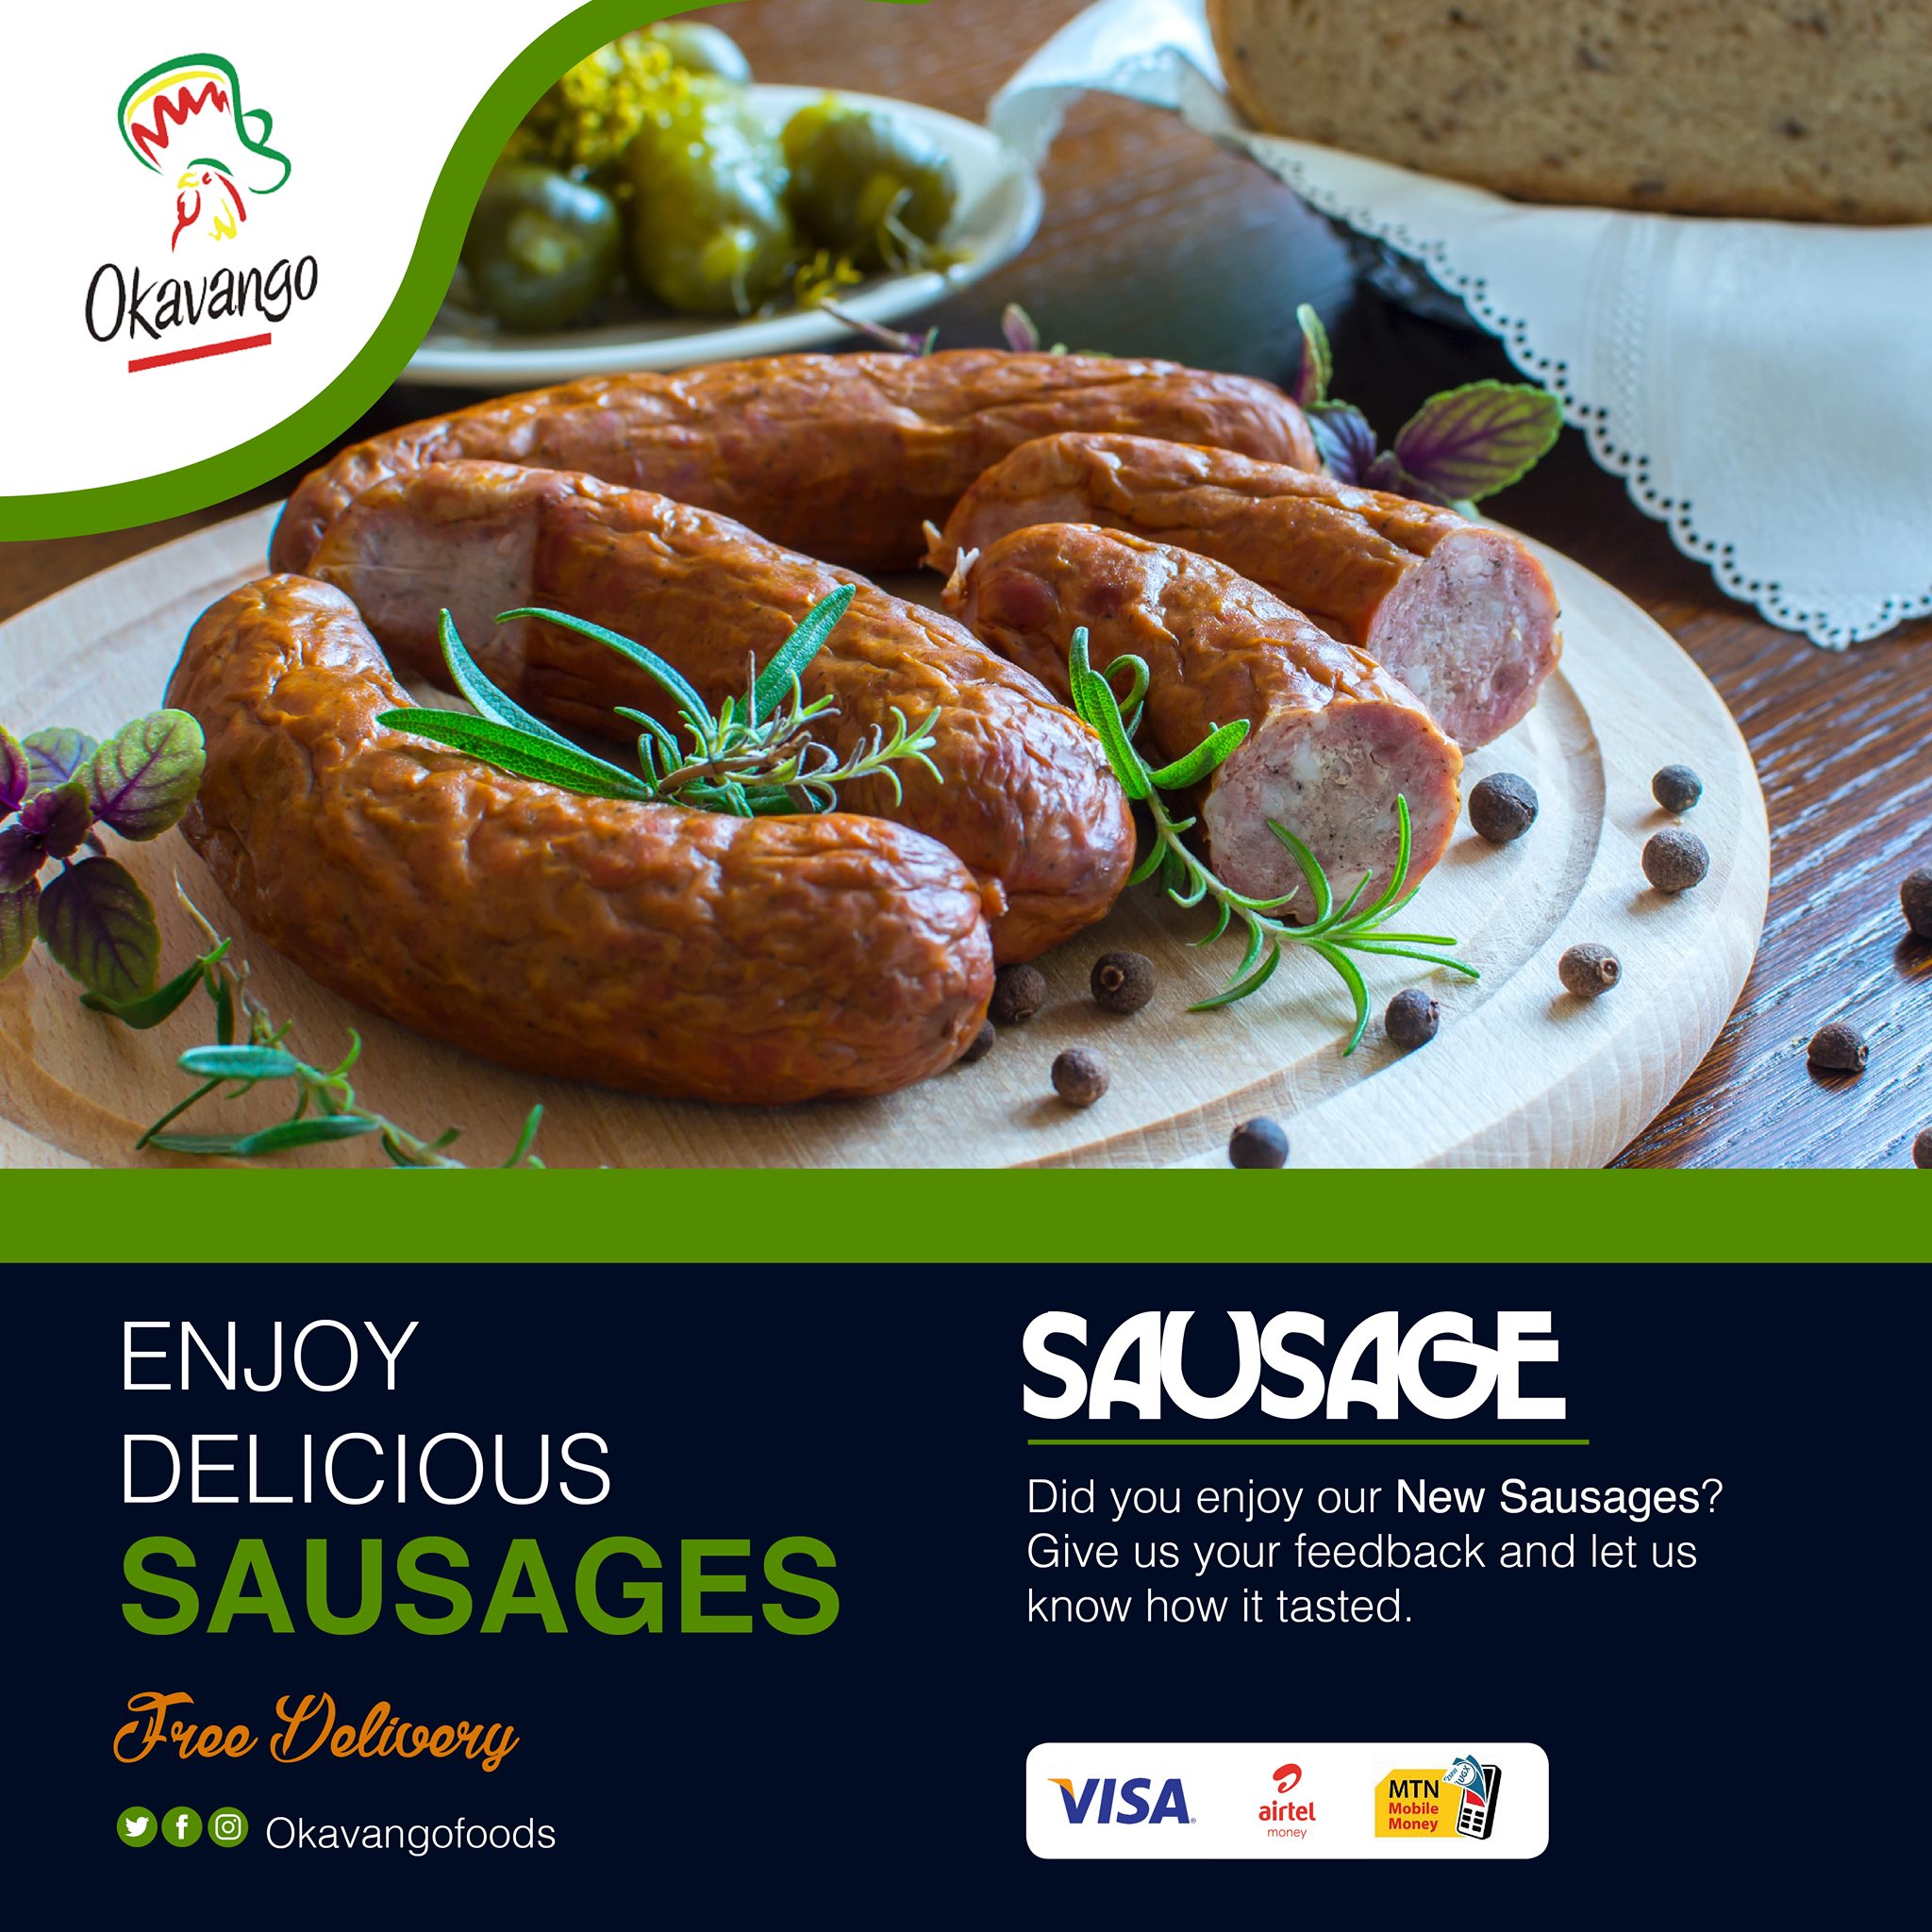 Okavango
ENJOY
DELICIOUS
SAUSAGES
Free Delivery
Okavangofoods
SAUSAGE
Did you enjoy our New Sausages?
Give us your feedback and let us
know how it tasted.
VISA
airtel
money
MTN
Mobile
Money
UGX